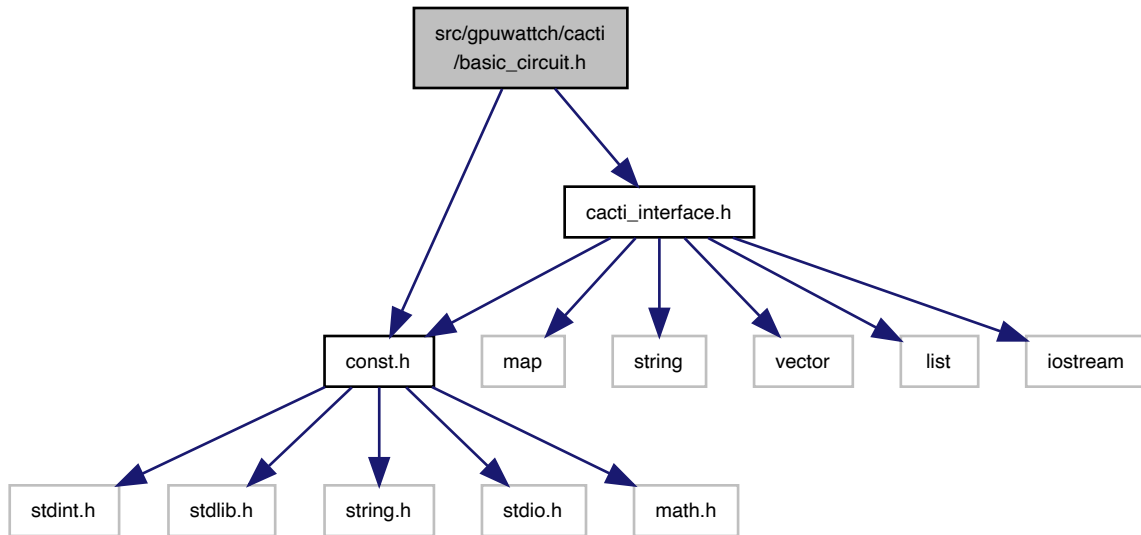 src/gpuwattch/cacti
/basic_circuit.h
cacti_interface.h
const.h
map
string
vector
list
iostream
stdint.h
stdlib.h
string.h
stdio.h
math.h